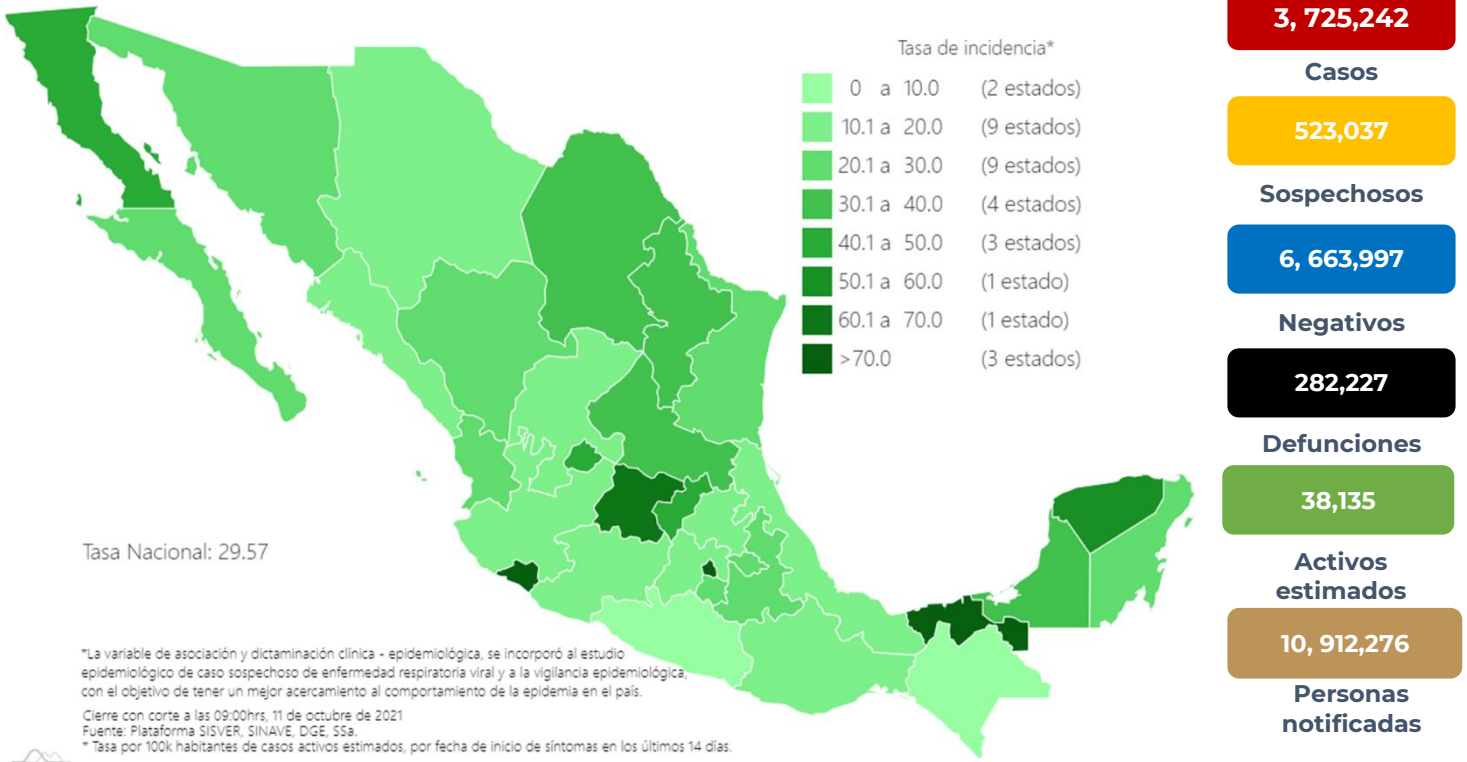 Tasa de incidencia*
0 a 10.0 (2 estados)
10.1 a 20.0 (9 estados)
20.1 a 30.0 (9 estados)
30.1 a 40.0 (4 estados)
40.1 a 50.0 (3 estados)
50.1 a 60.0 (1 estado)
60.1 a 70.0 (1 estado)
>70.0 (3 estados)
Tasa Nacional: 29.57
*La variable de asociación y dictaminación clínica - epidemiológica, se incorporó al estudio
epidemiológico de caso sospechoso de enfermedad respiratoria viral y a la vigilancia epidemiológica,
con el objetivo de tener un mejor acercamiento al comportamiento de la epidemia en el país.
Cierre con corte a las 09:00hrs, 11 de octubre de 2021
Fuente: Plataforma SISVER, SINAVE, DGE, SSa.
* Tasa por 100k habitantes de casos activos estimados, por fecha de inicio de síntomas en los últimos 14 días.
3, 725,242
Casos
523,037
Sospechosos
6, 663,997
Negativos
282,227
Defunciones
38,135
Activos
estimados
10, 912,276
Personas
notificadas